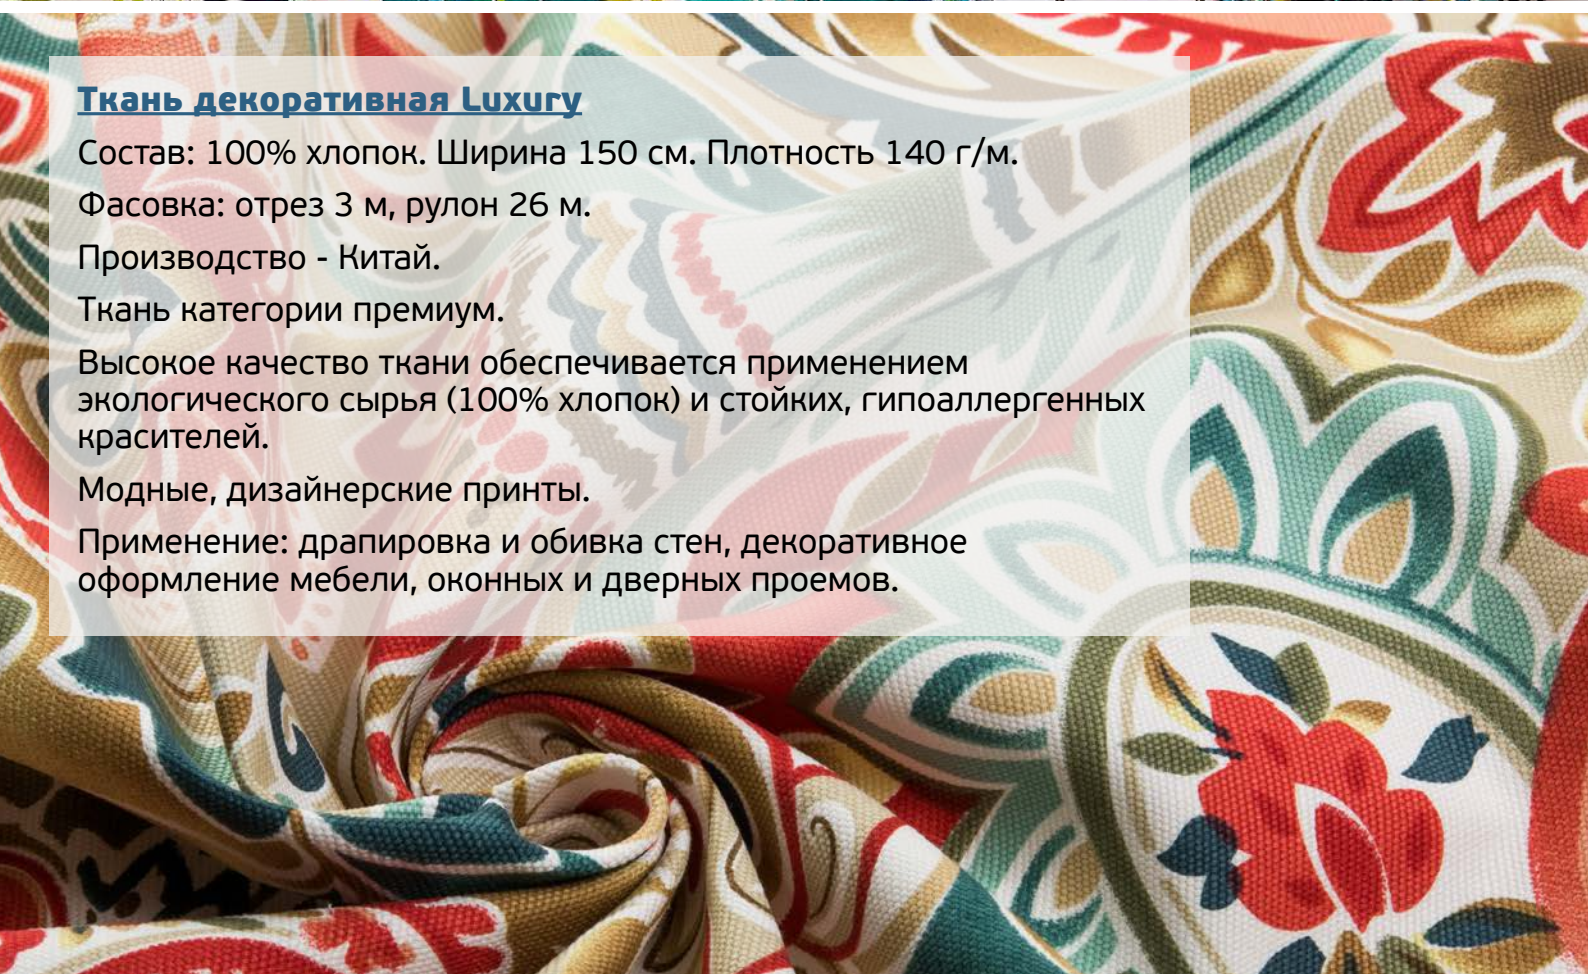 Ткань декоративная Luxury
Состав: 100% хлопок. Ширина 150 см. Плотность 140 г/м.
Фасовка: отрез 3 м, рулон 26 м.
Производство - Китай.
Ткань категории премиум.
Высокое качество ткани обеспечивается применением
экологического сырья (100% хлопок) и стойких, гипоаллергенных
красителей.
Модные, дизайнерские принты.
Применение: драпировка и обивка стен, декоративное
оформление мебели, оконных и дверных проемов.